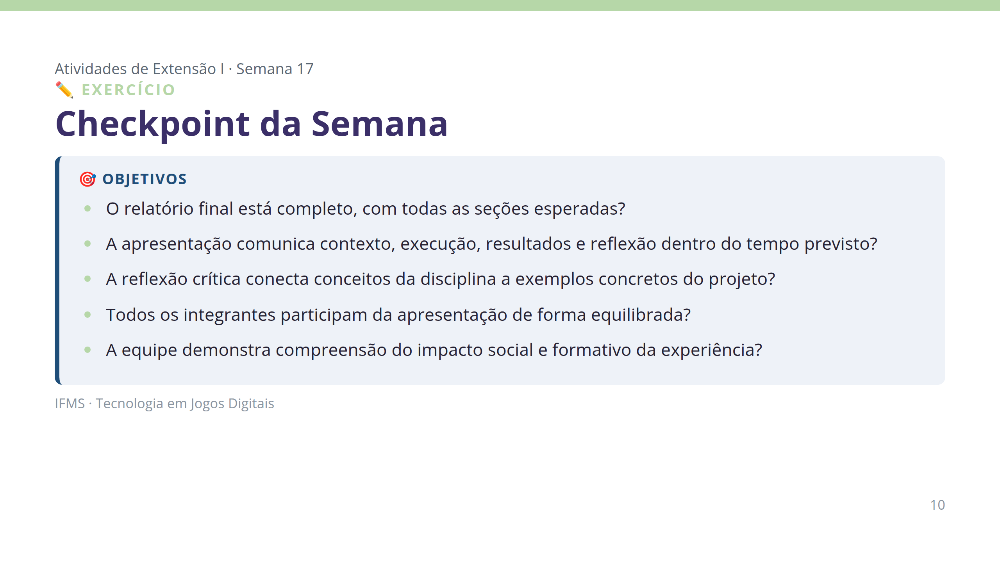 Atividades de Extensão I · Semana 17
✏️ EXERCÍCIO
Checkpoint da Semana
🎯 OBJETIVOS
• O relatório final está completo, com todas as seções esperadas?
• A apresentação comunica contexto, execução, resultados e reflexão dentro do tempo previsto?
• A reflexão crítica conecta conceitos da disciplina a exemplos concretos do projeto?
• Todos os integrantes participam da apresentação de forma equilibrada?
• A equipe demonstra compreensão do impacto social e formativo da experiência?
IFMS · Tecnologia em Jogos Digitais
10